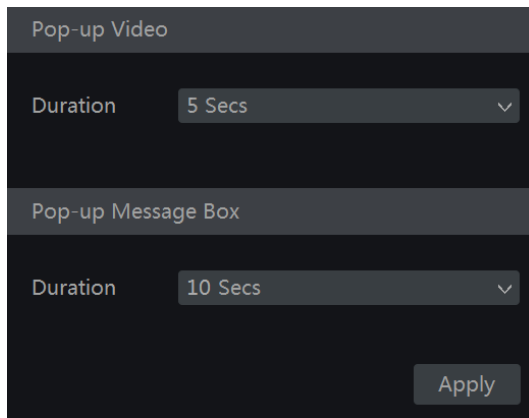 Pop-up Video
Duration 5 Secs
Pop-up Message Box
Duration 10 Secs
Apply